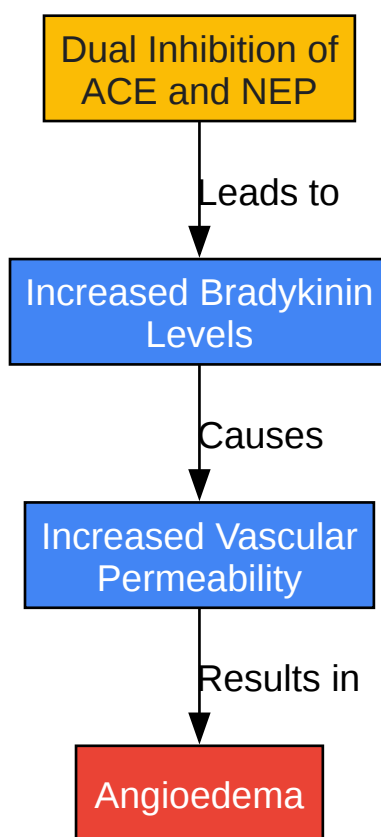 Dual Inhibition of
ACE and NEP
Leads to
Increased Bradykinin
Levels
Causes
Increased Vascular
Permeability
Results in
Angioedema